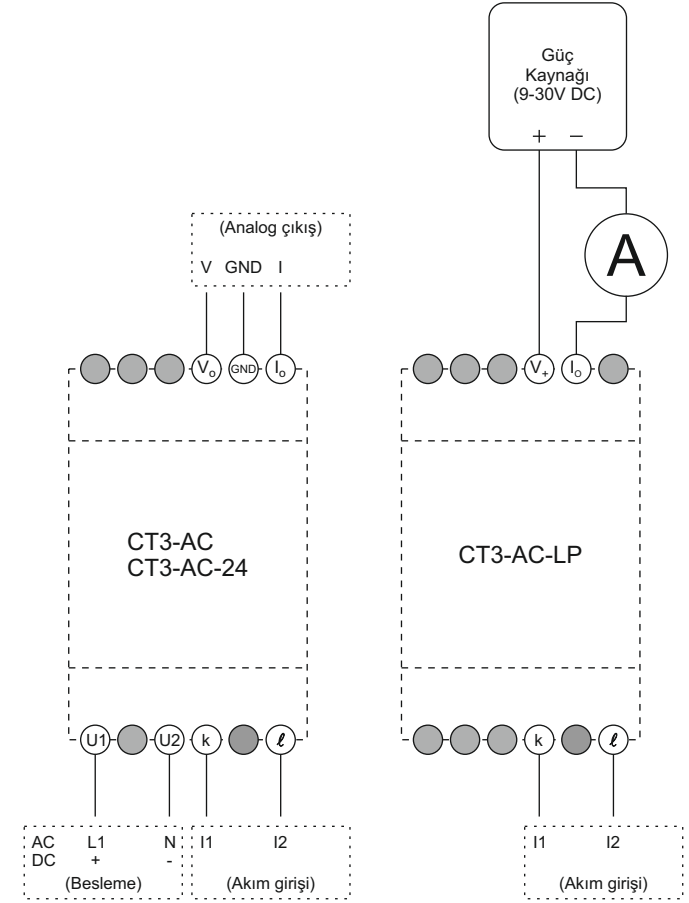 Güç
Kaynağı
(9-30V DC)
+ −
(Analog çıkış)
V GND I
A
Vo GND Io
V+ Io
CT3-AC
CT3-AC-24
CT3-AC-LP
U1 U2 k ℓ
k ℓ
AC L1 N
DC + -
(Besleme)
I1 I2
(Akım girişi)
I1 I2
(Akım girişi)